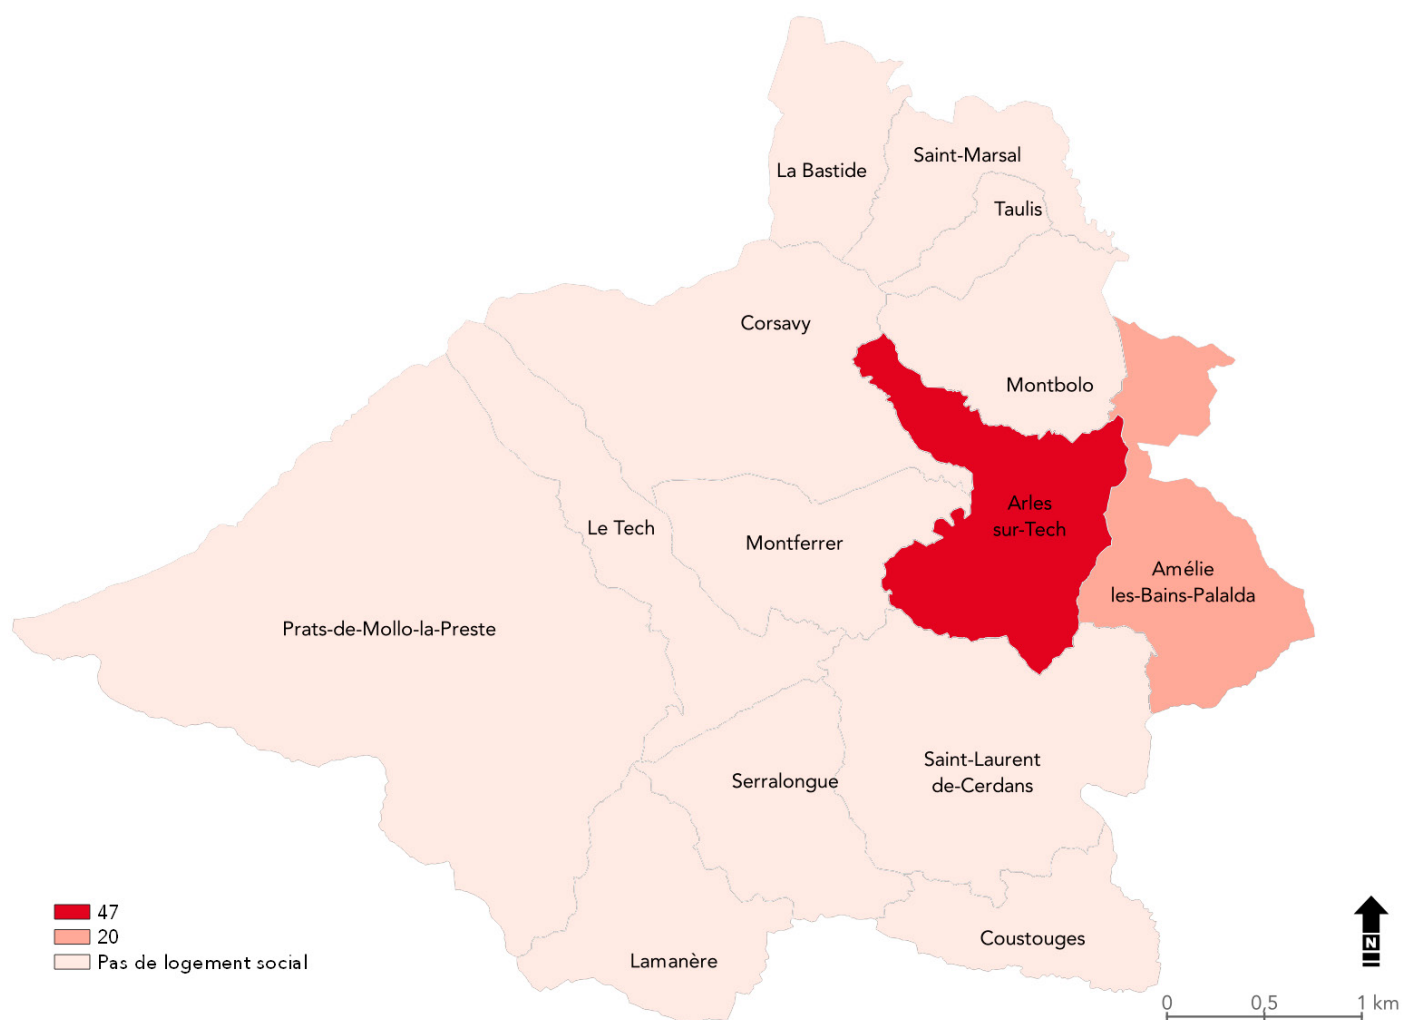 Saint-Marsal
La Bastide
Taulis
Corsavy
Montbolo
Arles
sur-Tech
Le Tech
Montferrer
Amélie
les-Bains-Palalda
Prats-de-Mollo-la-Preste
Saint-Laurent
de-Cerdans
Serralongue
Coustouges
Lamanère
47
20
Pas de logement social
N
0 0,5 1 km